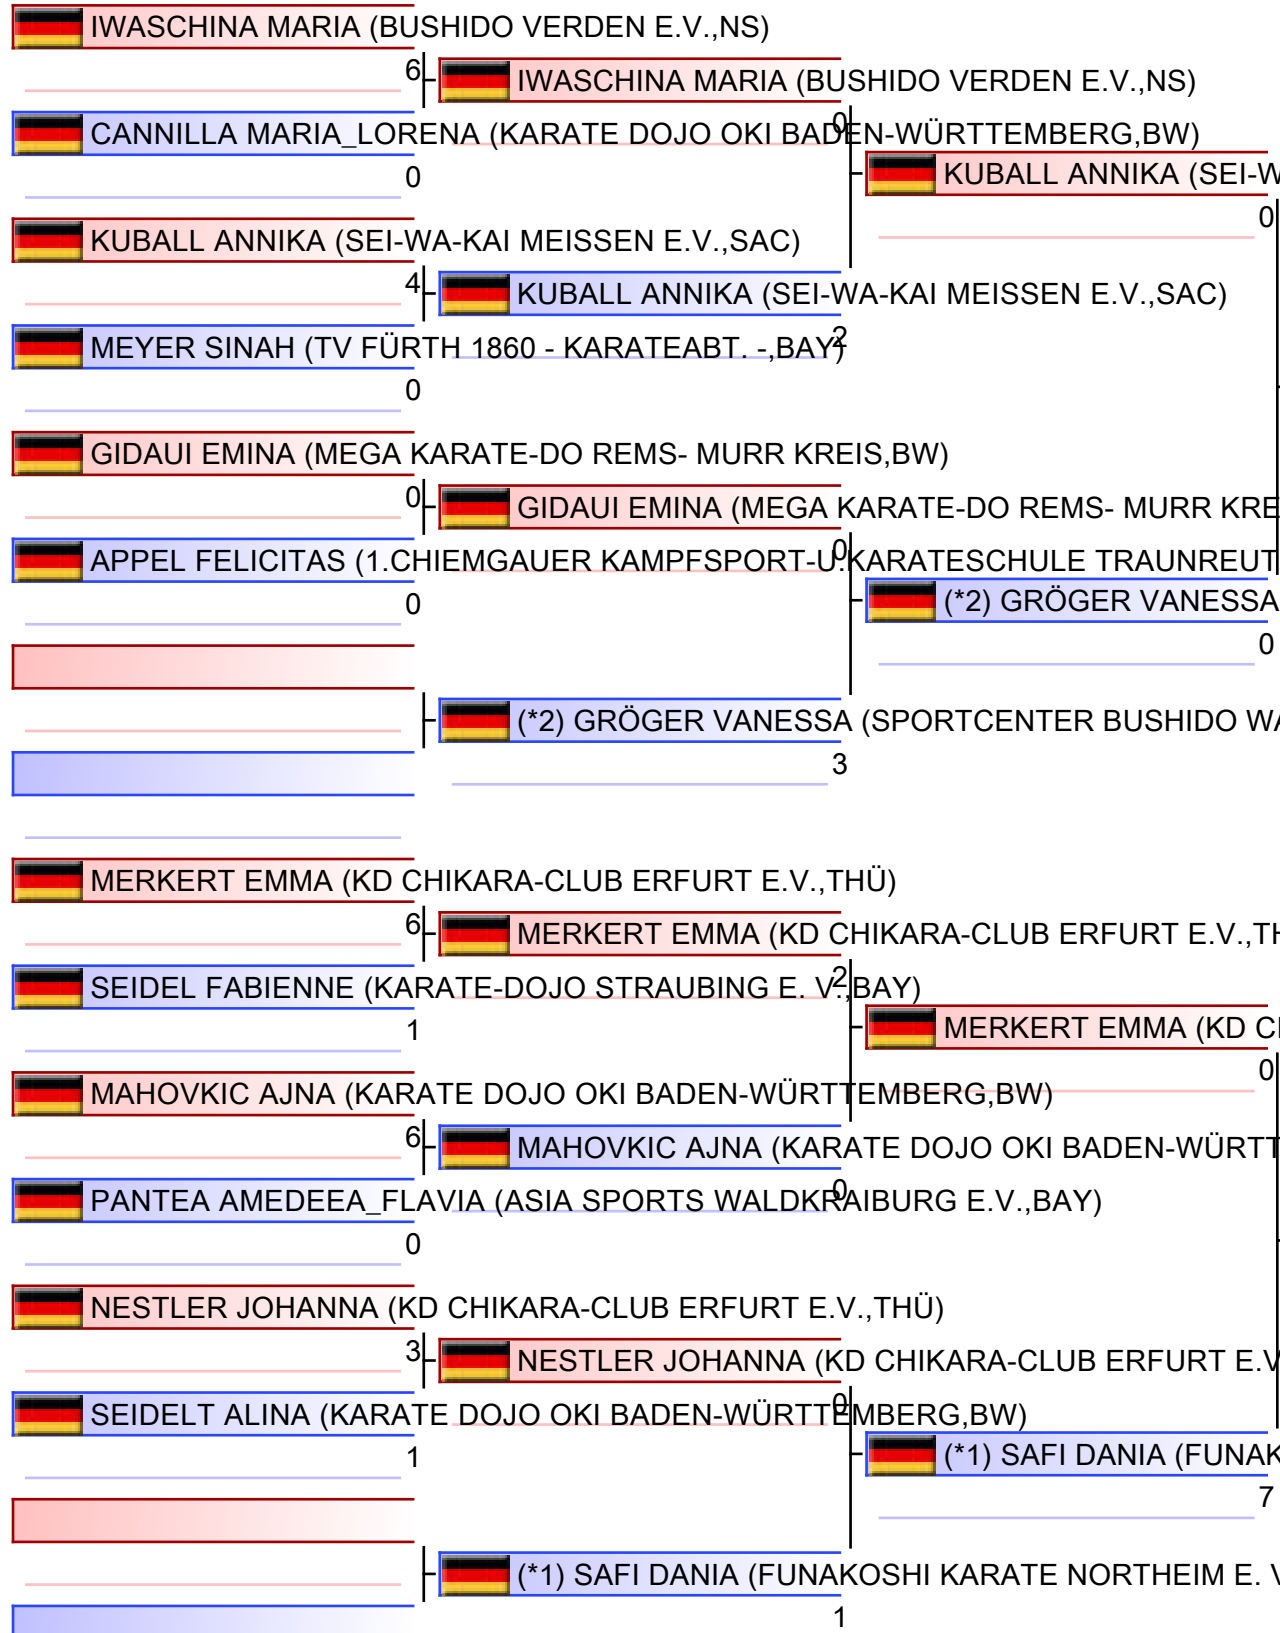 IWASCHINA MARIA (BUSHIDO VERDEN E.V.,NS)
6
IWASCHINA MARIA (BUSHIDO VERDEN E.V.,NS)
0
CANNILLA MARIA_LORENA (KARATE DOJO OKI BADEN-WÜRTTEMBERG,BW)
0
KUBALL ANNIKA (SEI-W
0
KUBALL ANNIKA (SEI-WA-KAI MEISSEN E.V.,SAC)
4
KUBALL ANNIKA (SEI-WA-KAI MEISSEN E.V.,SAC)
2
MEYER SINAH (TV FÜRTH 1860 - KARATEABT. -,BAY)
0
GIDAUI EMINA (MEGA KARATE-DO REMS- MURR KREIS,BW)
0
GIDAUI EMINA (MEGA KARATE-DO REMS- MURR KRE
0
APPEL FELICITAS (1.CHIEMGAUER KAMPFSPORT-U.KARATESCHULE TRAUNREUT
0
(*2) GRÖGER VANESSA
0
(*2) GRÖGER VANESSA (SPORTCENTER BUSHIDO WA
3
MERKERT EMMA (KD CHIKARA-CLUB ERFURT E.V.,THÜ)
6
MERKERT EMMA (KD CHIKARA-CLUB ERFURT E.V.,TH
2
SEIDEL FABIENNE (KARATE-DOJO STRAUBING E. V.,BAY)
1
MERKERT EMMA (KD C
0
MAHOVKIC AJNA (KARATE DOJO OKI BADEN-WÜRTTEMBERG,BW)
6
MAHOVKIC AJNA (KARATE DOJO OKI BADEN-WÜRTT
0
PANTEA AMEDEEA_FLAVIA (ASIA SPORTS WALDKRAIBURG E.V.,BAY)
0
NESTLER JOHANNA (KD CHIKARA-CLUB ERFURT E.V.,THÜ)
3
NESTLER JOHANNA (KD CHIKARA-CLUB ERFURT E.V
0
SEIDELT ALINA (KARATE DOJO OKI BADEN-WÜRTTEMBERG,BW)
1
(*1) SAFI DANIA (FUNAK
7
(*1) SAFI DANIA (FUNAKOSHI KARATE NORTHEIM E. V
1